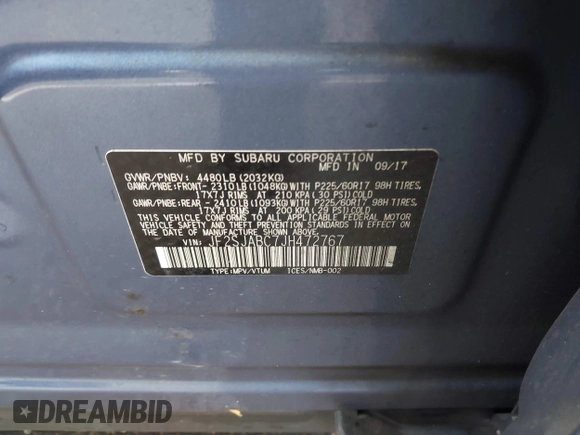 MFD BY SUBARU CORPORATION
MFD IN 09/17
GVWR/PNBV: 4480LB (2032KG)
GAWR/PNBE:FRONT- 2310LB(1048KG)WITH P225/60R17 98H TIRES,
17X7J RIMS AT 210 KPA( 30 PSI)COLD
GAWR/PNBE:REAR - 2410LB(1093KG)WITH P225/60R17 98H TIRES,
17X7J RIMS AT 200 KPA( 29 PSI)COLD
THIS VEHICLE CONFORMS TO ALL APPLICABLE FEDERAL MOTOR
VEHICLE SAFETY AND THEFT PREVENTION STANDARDS IN EFFECT
ON THE DATE OF MANUFACTURE SHOWN ABOVE.
VIN: JF2SJABC7JH472767
TYPE:MPV/VTUM ICES/NMB-002
DREAMBID